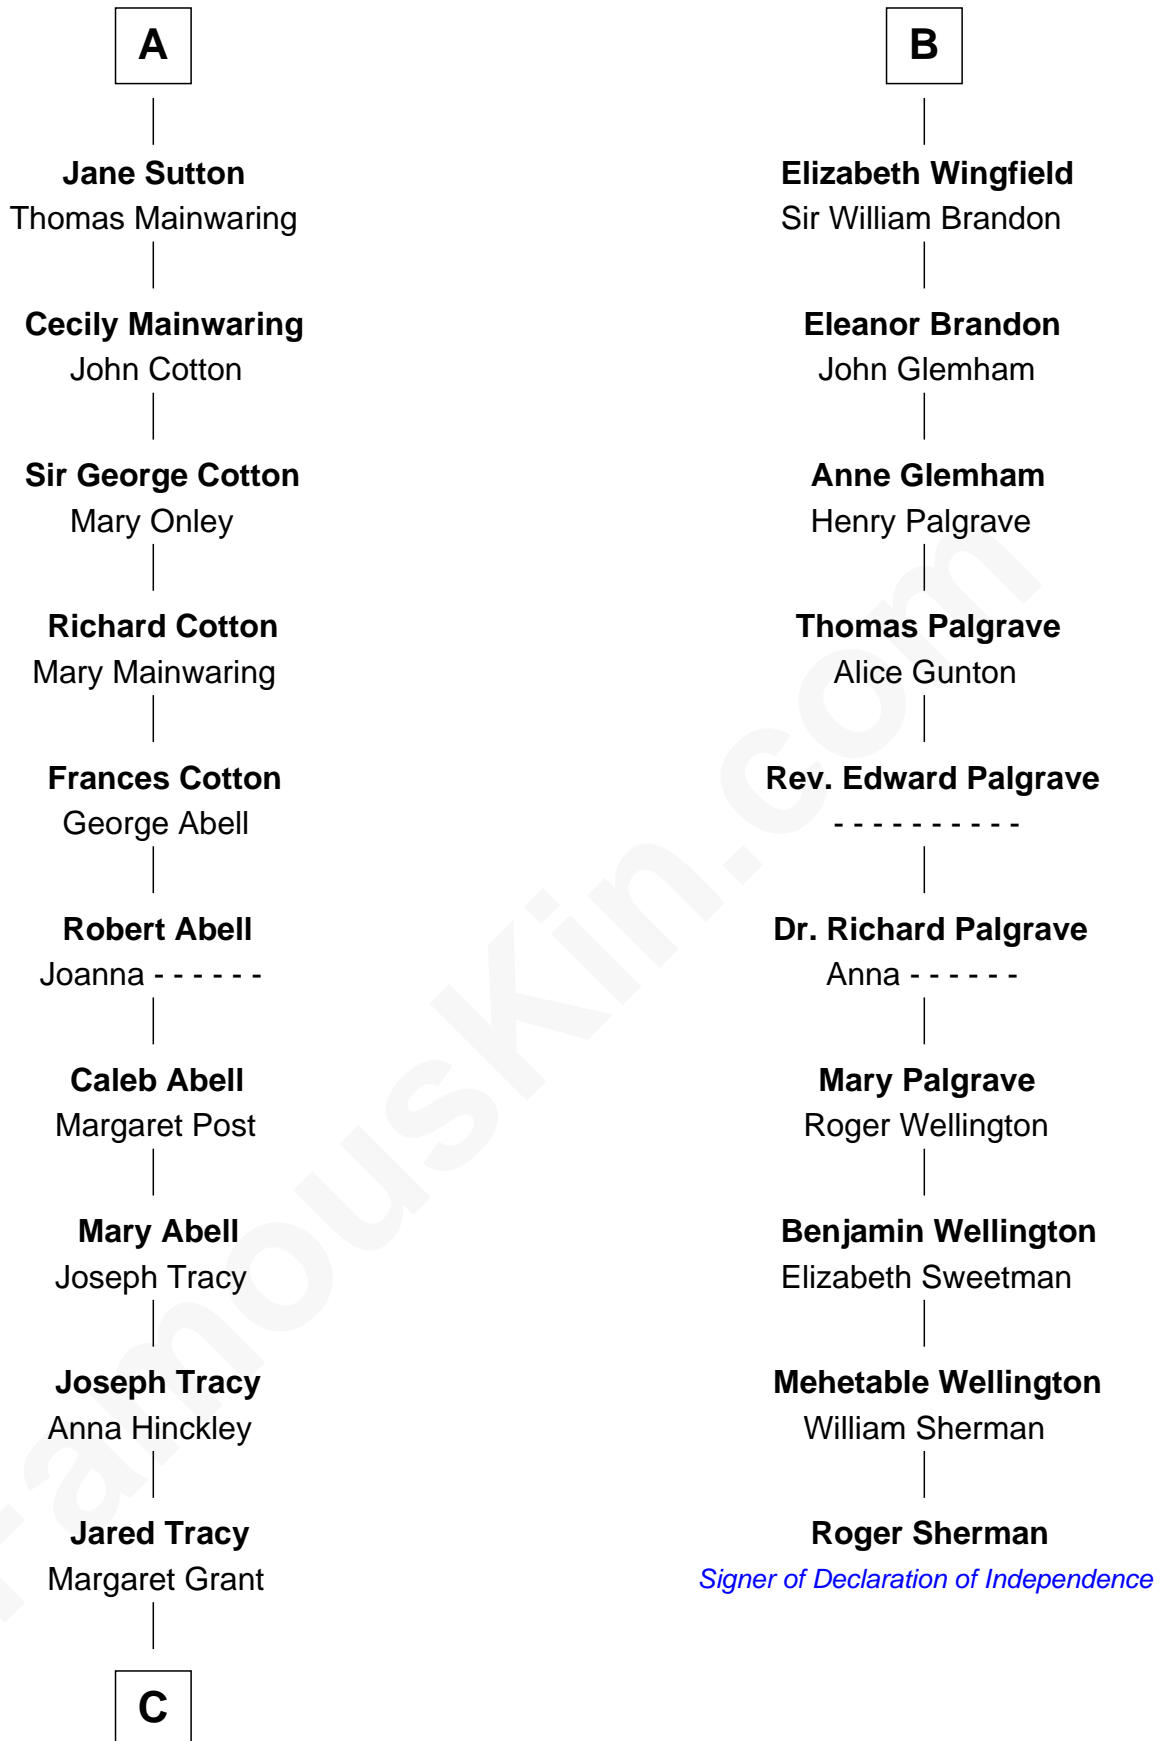 A
Jane Sutton
Thomas Mainwaring
Cecily Mainwaring
John Cotton
Sir George Cotton
Mary Onley
Richard Cotton
Mary Mainwaring
Frances Cotton
George Abell
Robert Abell
Joanna - - - - - -
Caleb Abell
Margaret Post
Mary Abell
Joseph Tracy
Joseph Tracy
Anna Hinckley
Jared Tracy
Margaret Grant
C
B
Elizabeth Wingfield
Sir William Brandon
Eleanor Brandon
John Glemham
Anne Glemham
Henry Palgrave
Thomas Palgrave
Alice Gunton
Rev. Edward Palgrave
- - - - - - - - - -
Dr. Richard Palgrave
Anna - - - - - -
Mary Palgrave
Roger Wellington
Benjamin Wellington
Elizabeth Sweetman
Mehetable Wellington
William Sherman
Roger Sherman
Signer of Declaration of Independence
FamousKin.com